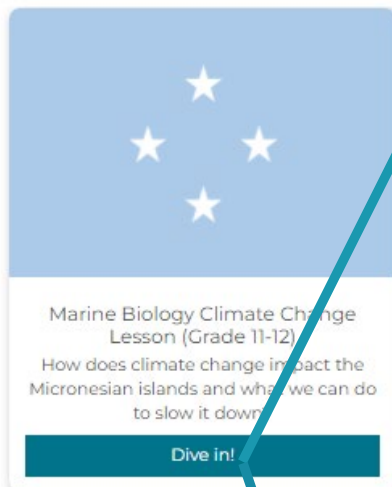 Marine Biology Climate Change
Lesson (Grade 11-12)
How does climate change impact the
Micronesian islands and what we can do
to slow it down
Dive in!